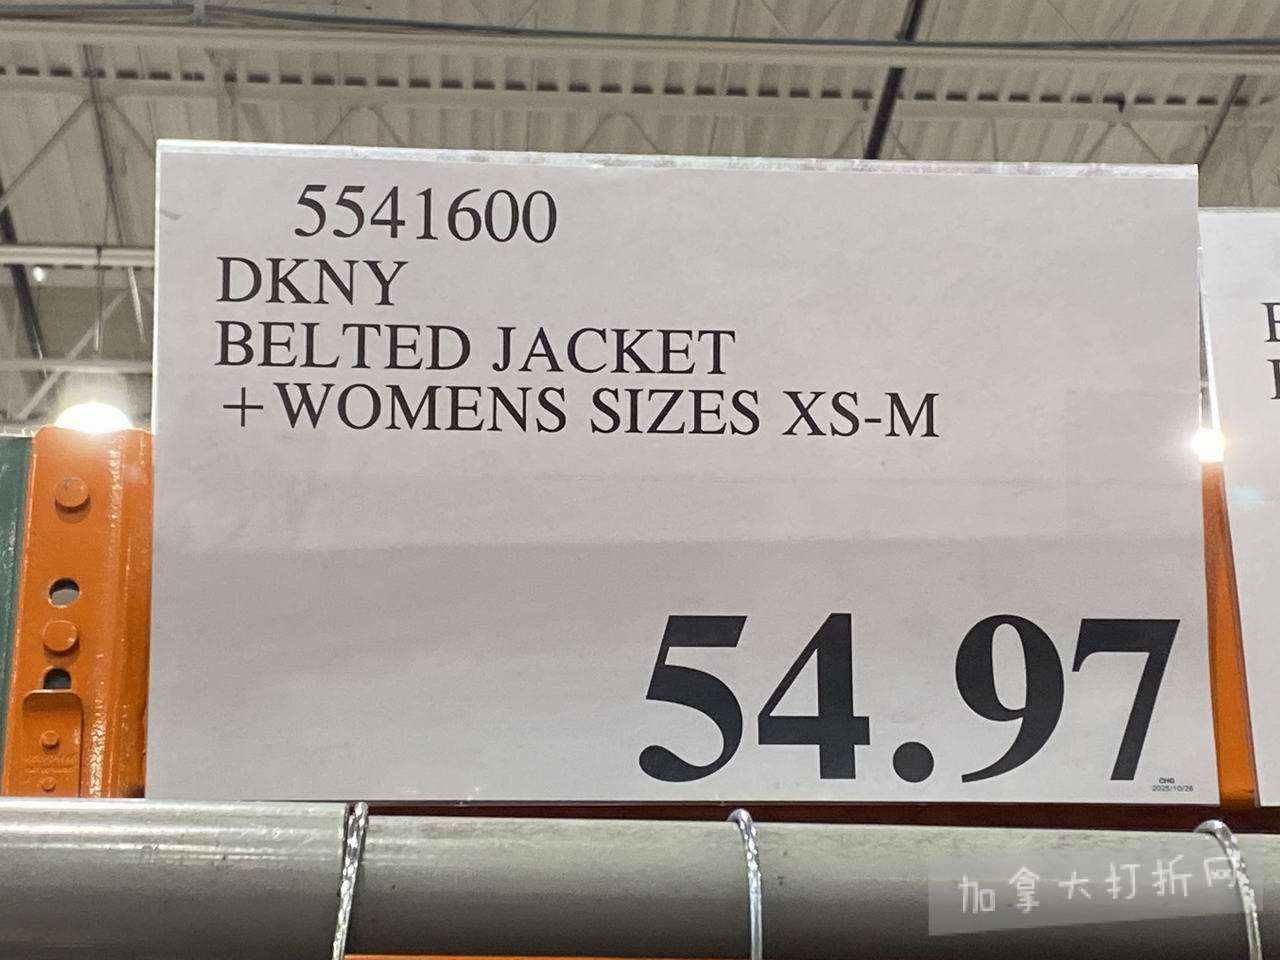 5541600
DKNY
BELTED JACKET
+WOMENS SIZES XS-M
54.97
CHG
2025/10/26
加拿大打折网